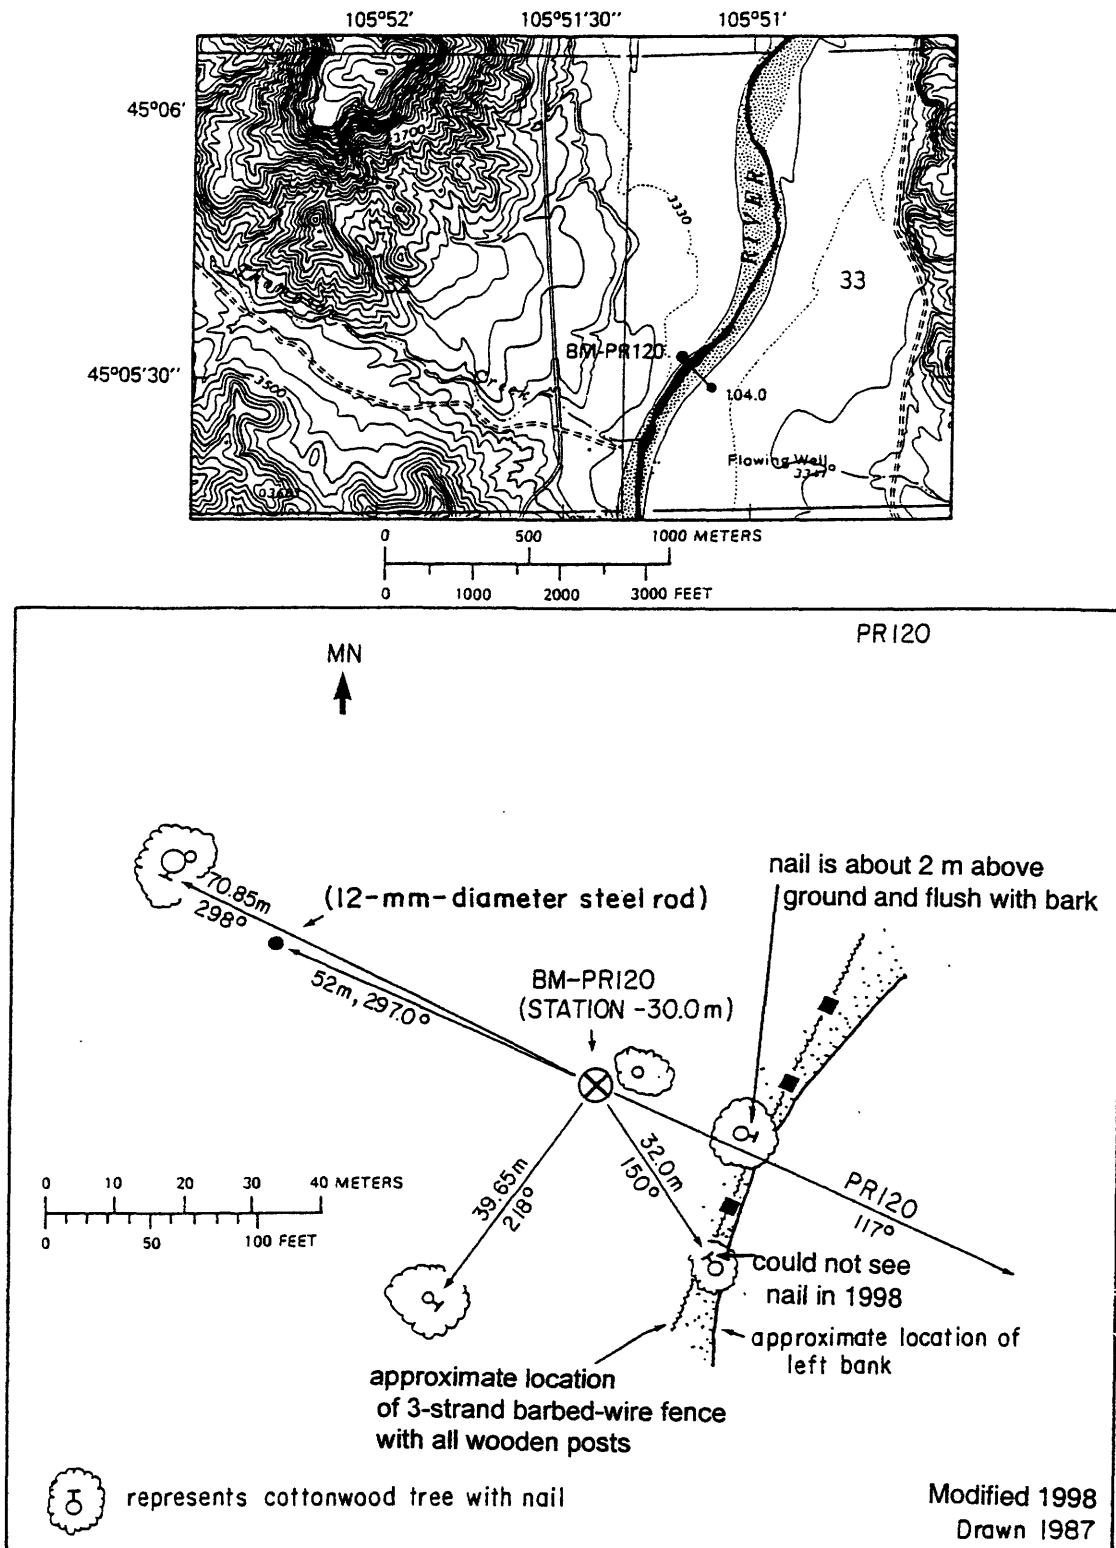 105°52′ 105°51′30″ 105°51′
45°06′
3700
3330
RIVER
33
BM-PR120
45°05′30″
3500
Creek
104.0
Flowing Well
3347
0 500 1000 METERS
0 1000 2000 3000 FEET
PR120
MN
nail is about 2 m above
ground and flush with bark
70.85m
298°
(12-mm-diameter steel rod)
52m, 297.0°
BM-PR120
(STATION -30.0m)
32.0m
150°
39.65m
218°
PR120
117°
0 10 20 30 40 METERS
0 50 100 FEET
could not see
nail in 1998
approximate location of
left bank
approximate location
of 3-strand barbed-wire fence
with all wooden posts
represents cottonwood tree with nail
Modified 1998
Drawn 1987